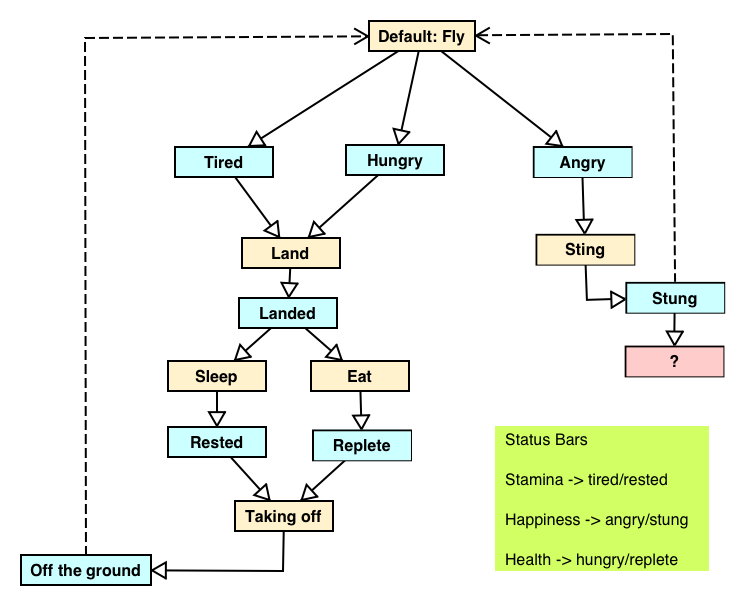 Default: Fly
Tired
Hungry
Angry
Land
Sting
Landed
Stung
Sleep
Eat
?
Rested
Replete
Taking off
Off the ground
Status Bars
Stamina -> tired/rested
Happiness -> angry/stung
Health -> hungry/replete